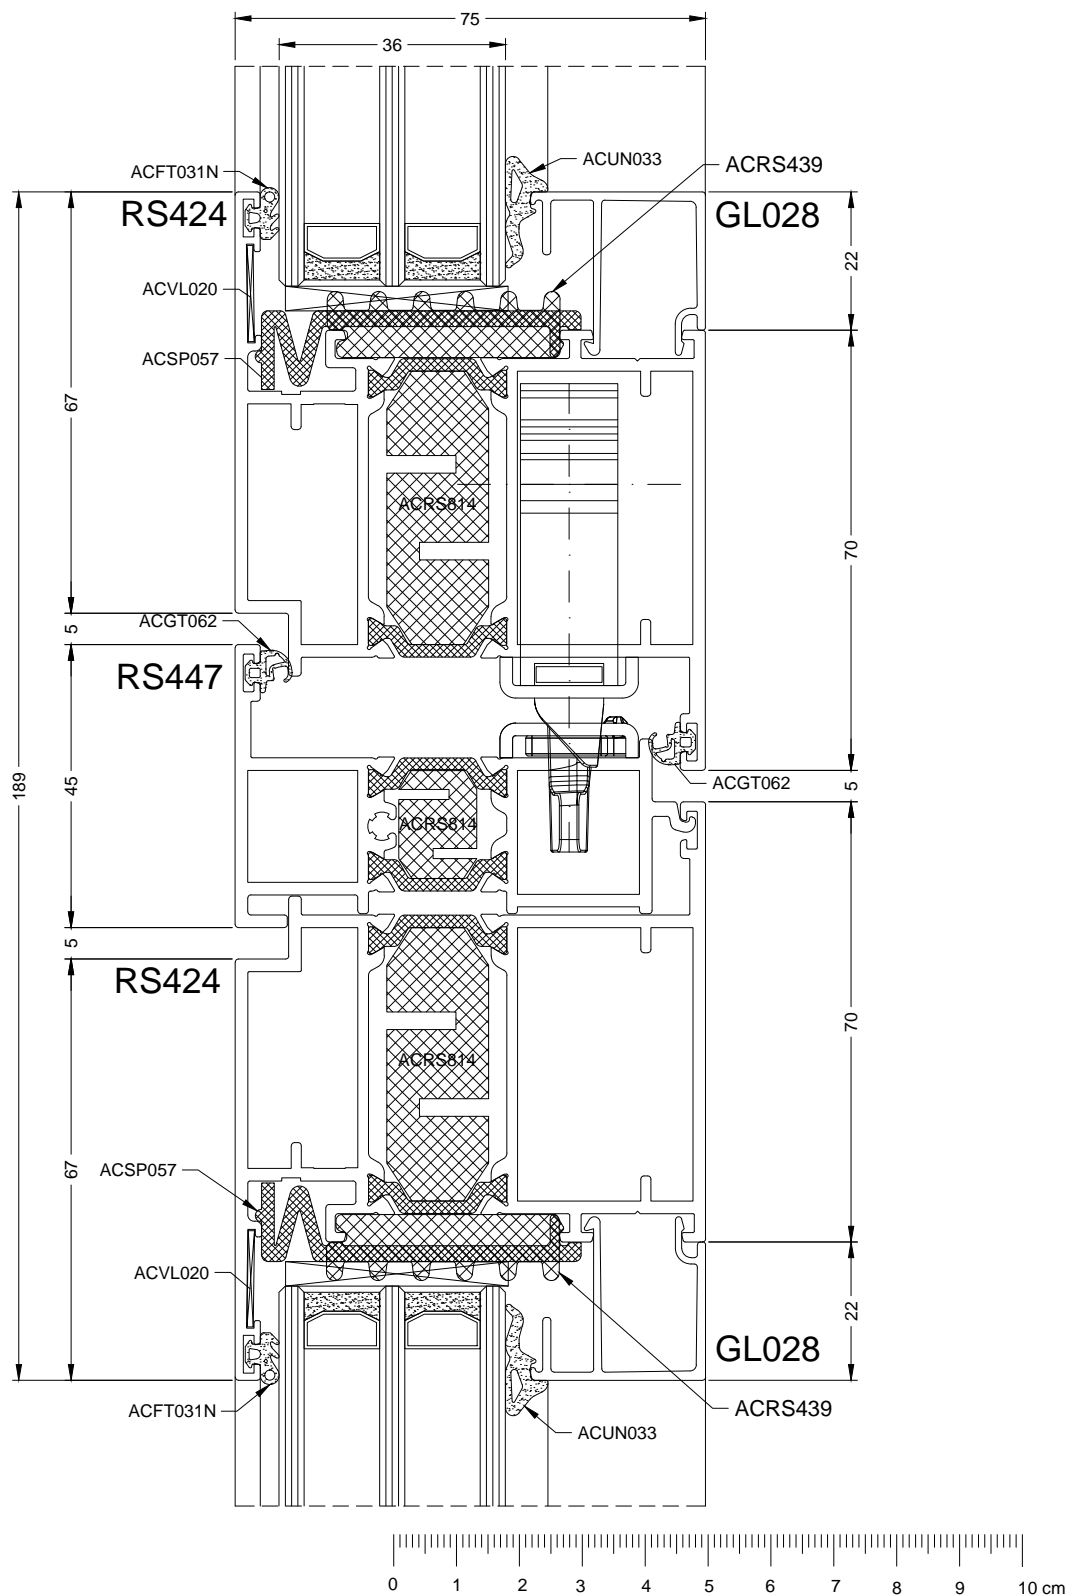 75
36
ACFT031N
ACUN033
ACRS439
RS424
GL028
22
ACVL020
ACSP057
67
ACRS814
70
5
ACGT062
RS447
189
45
ACGT062
5
ACRS814
5
RS424
ACRS814
70
67
ACSP057
ACVL020
22
GL028
ACFT031N
ACUN033
ACRS439
0 1 2 3 4 5 6 7 8 9 10 cm